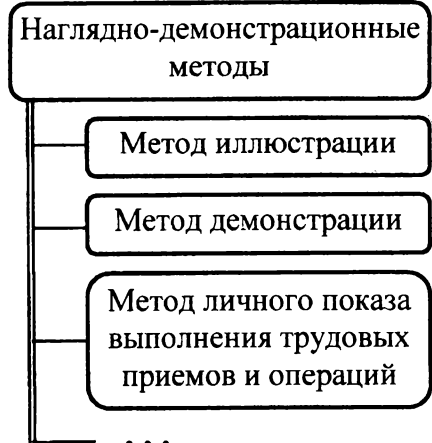 Наглядно-демонстрационные
методы
Метод иллюстрации
Метод демонстрации
Метод личного показа
выполнения трудовых
приемов и операций
...